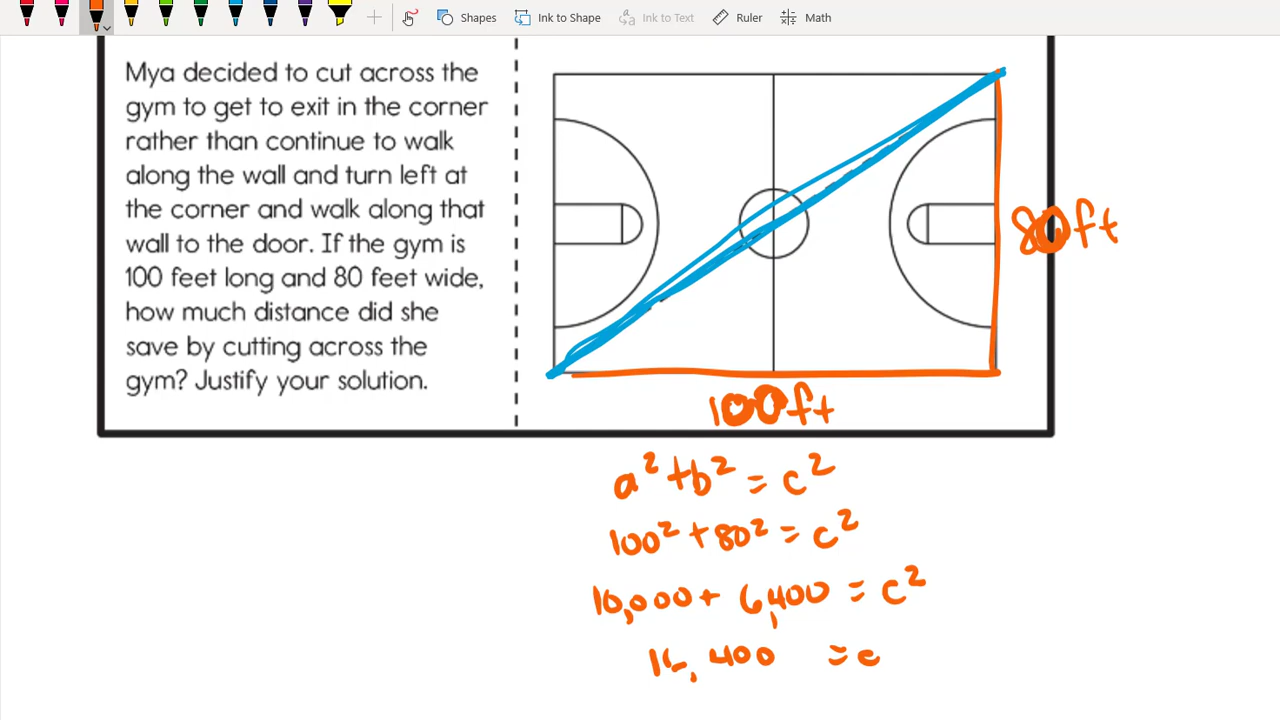 Shapes
Ink to Shape
Ink to Text
Ruler
Math
Mya decided to cut across the
gym to get to exit in the corner
rather than continue to walk
along the wall and turn left at
the corner and walk along that
wall to the door. If the gym is
100 feet long and 80 feet wide,
how much distance did she
save by cutting across the
gym? Justify your solution.
80ft
100ft
a² + b² = c²
100² + 80² = c²
10,000 + 6,400 = c²
16,400 = c